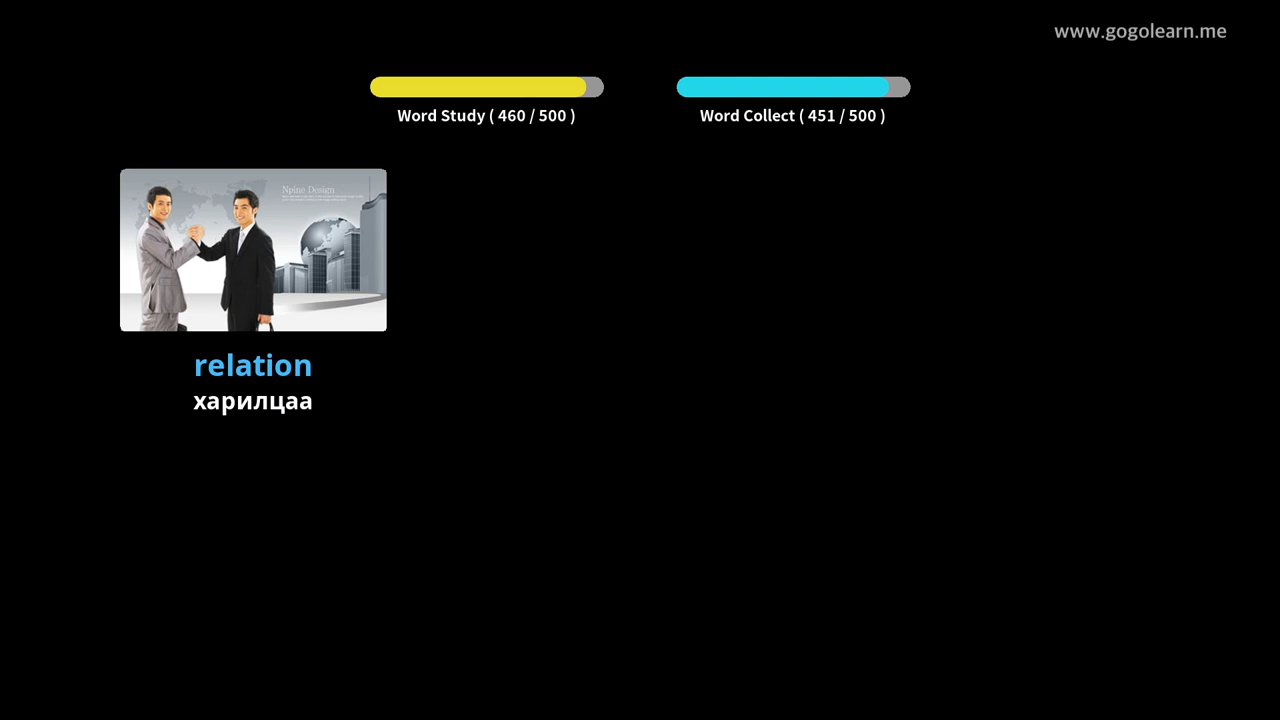 www.gogolearn.me
Word Study ( 460 / 500 )
Word Collect ( 451 / 500 )
Npine Design
relation
харилцаа